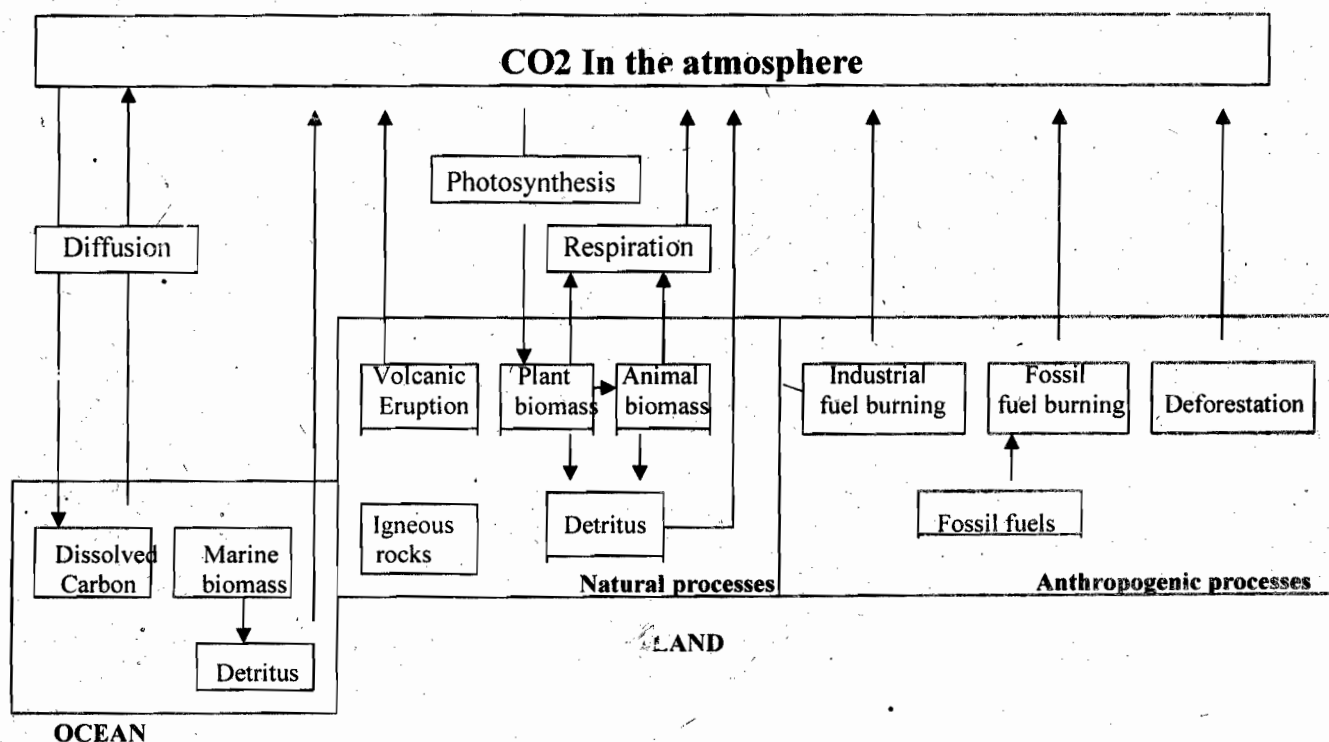 CO2 In the atmosphere
Photosynthesis
Diffusion
Respiration
Volcanic
Eruption
Plant
biomass
Animal
biomass
Industrial
fuel burning
Fossil
fuel burning
Deforestation
Dissolved
Carbon
Marine
biomass
Igneous
rocks
Detritus
Fossil fuels
Natural processes
Anthropogenic processes
Detritus
LAND
OCEAN